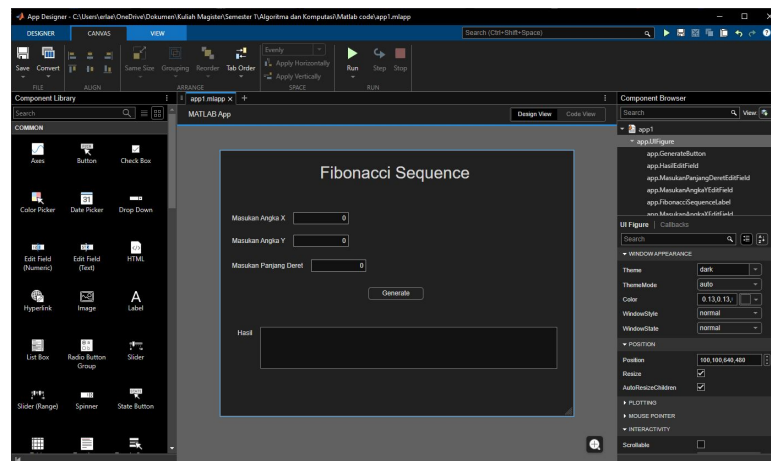 App Designer - C:\Users\erlae\OneDrive\Dokumen\Kuliah Magister\Semester 1\Algoritma dan Komputasi\Matlab code\app1.mlapp
DESIGNER CANVAS VIEW Search (Ctrl+Shift+Space)
Save Convert Same Size Grouping Reorder Tab Order Evenly Apply Horizontally Apply Vertically Run Step Stop
FILE ALIGN ARRANGE SPACE RUN
Component Library
Search
COMMON
Axes Button Check Box
Color Picker Date Picker Drop Down
Edit Field (Numeric) Edit Field (Text) HTML
Hyperlink Image Label
List Box Radio Button Group Slider
Slider (Range) Spinner State Button
app1.mlapp × +
MATLAB App Design View Code View
Fibonacci Sequence
Masukan Angka X 0
Masukan Angka Y 0
Masukan Panjang Deret 0
Generate
Hasil
Component Browser
Search View
app1
app.UIFigure
app.GenerateButton
app.HasilEditField
app.MasukanPanjangDeretEditField
app.MasukanAngkaYEditField
app.FibonacciSequenceLabel
app.MasukanAngkaXEditField
UI Figure | Callbacks
Search
WINDOW APPEARANCE
Theme dark
ThemeMode auto
Color 0.13,0.13,
WindowStyle normal
WindowState normal
POSITION
Position 100,100,640,480
Resize
AutoResizeChildren
PLOTTING
MOUSE POINTER
INTERACTIVITY
Scrollable